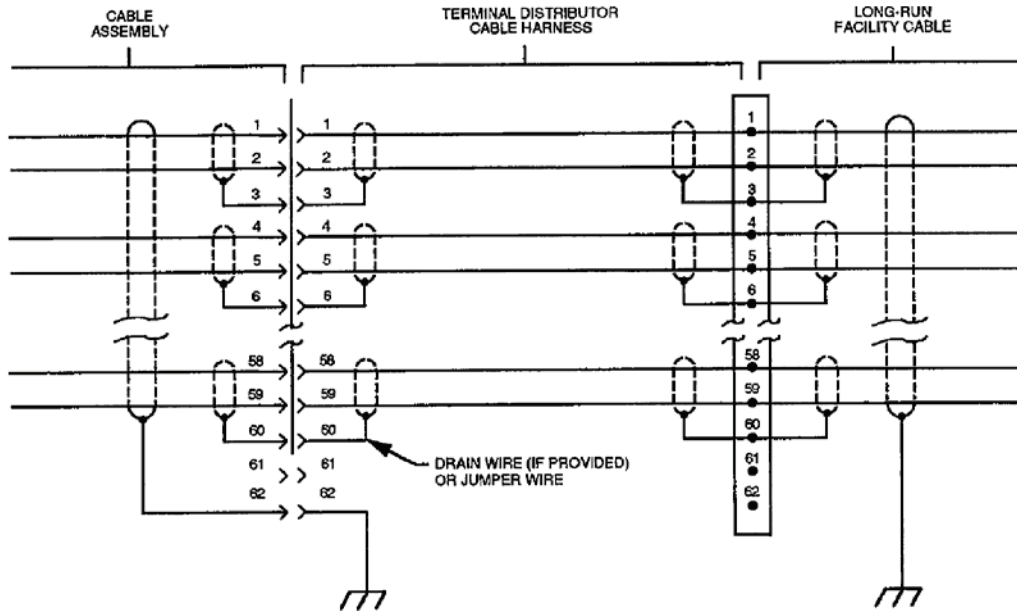 CABLE
ASSEMBLY
TERMINAL DISTRIBUTOR
CABLE HARNESS
LONG-RUN
FACILITY CABLE
1 1 1
2 2 2
3 3 3
4 4 4
5 5 5
6 6 6
58 58 58
59 59 59
60 60 60
61 61 61
62 62 62
DRAIN WIRE (IF PROVIDED)
OR JUMPER WIRE